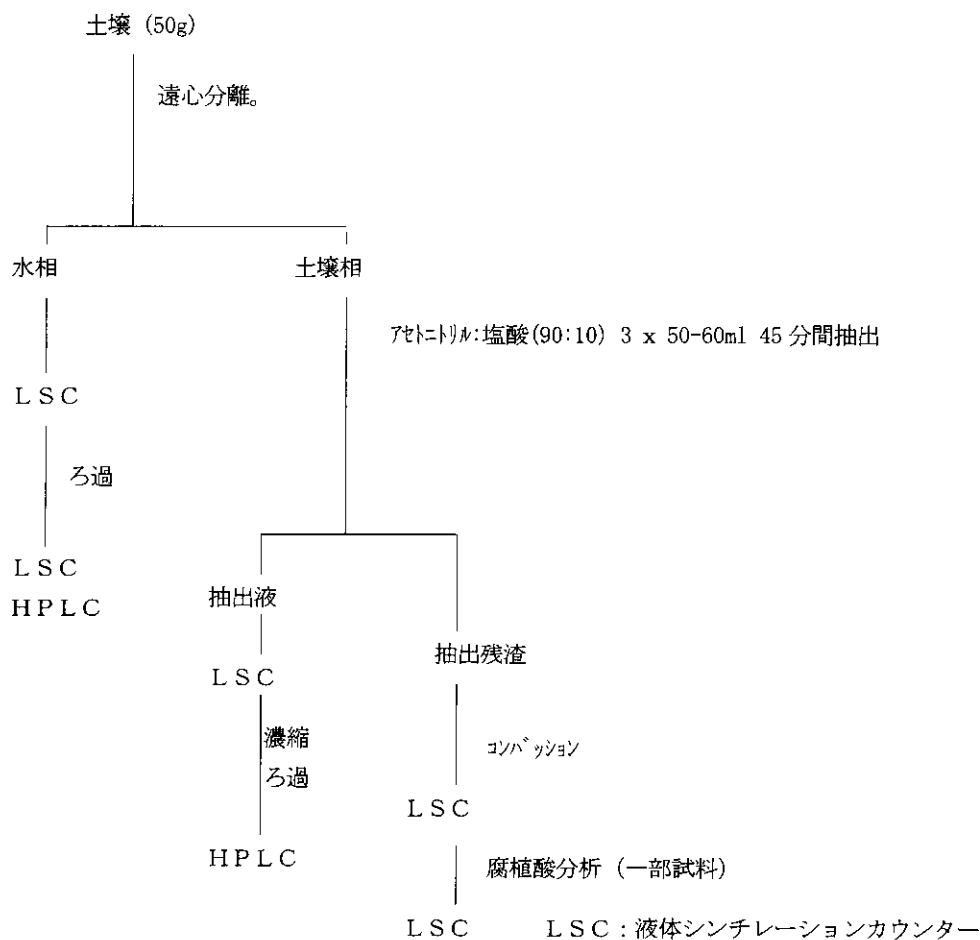 土壌 (50g)
遠心分離。
水相
土壌相
ｱｾﾄﾆﾄﾘﾙ:塩酸(90:10) 3 x 50-60ml 45 分間抽出
ＬＳＣ
ろ過
ＬＳＣ
ＨＰＬＣ
抽出液
ＬＳＣ
濃縮
ろ過
ＨＰＬＣ
抽出残渣
ｺﾝﾊﾞｯｼｮﾝ
ＬＳＣ
腐植酸分析 (一部試料)
ＬＳＣ
ＬＳＣ：液体シンチレーションカウンター